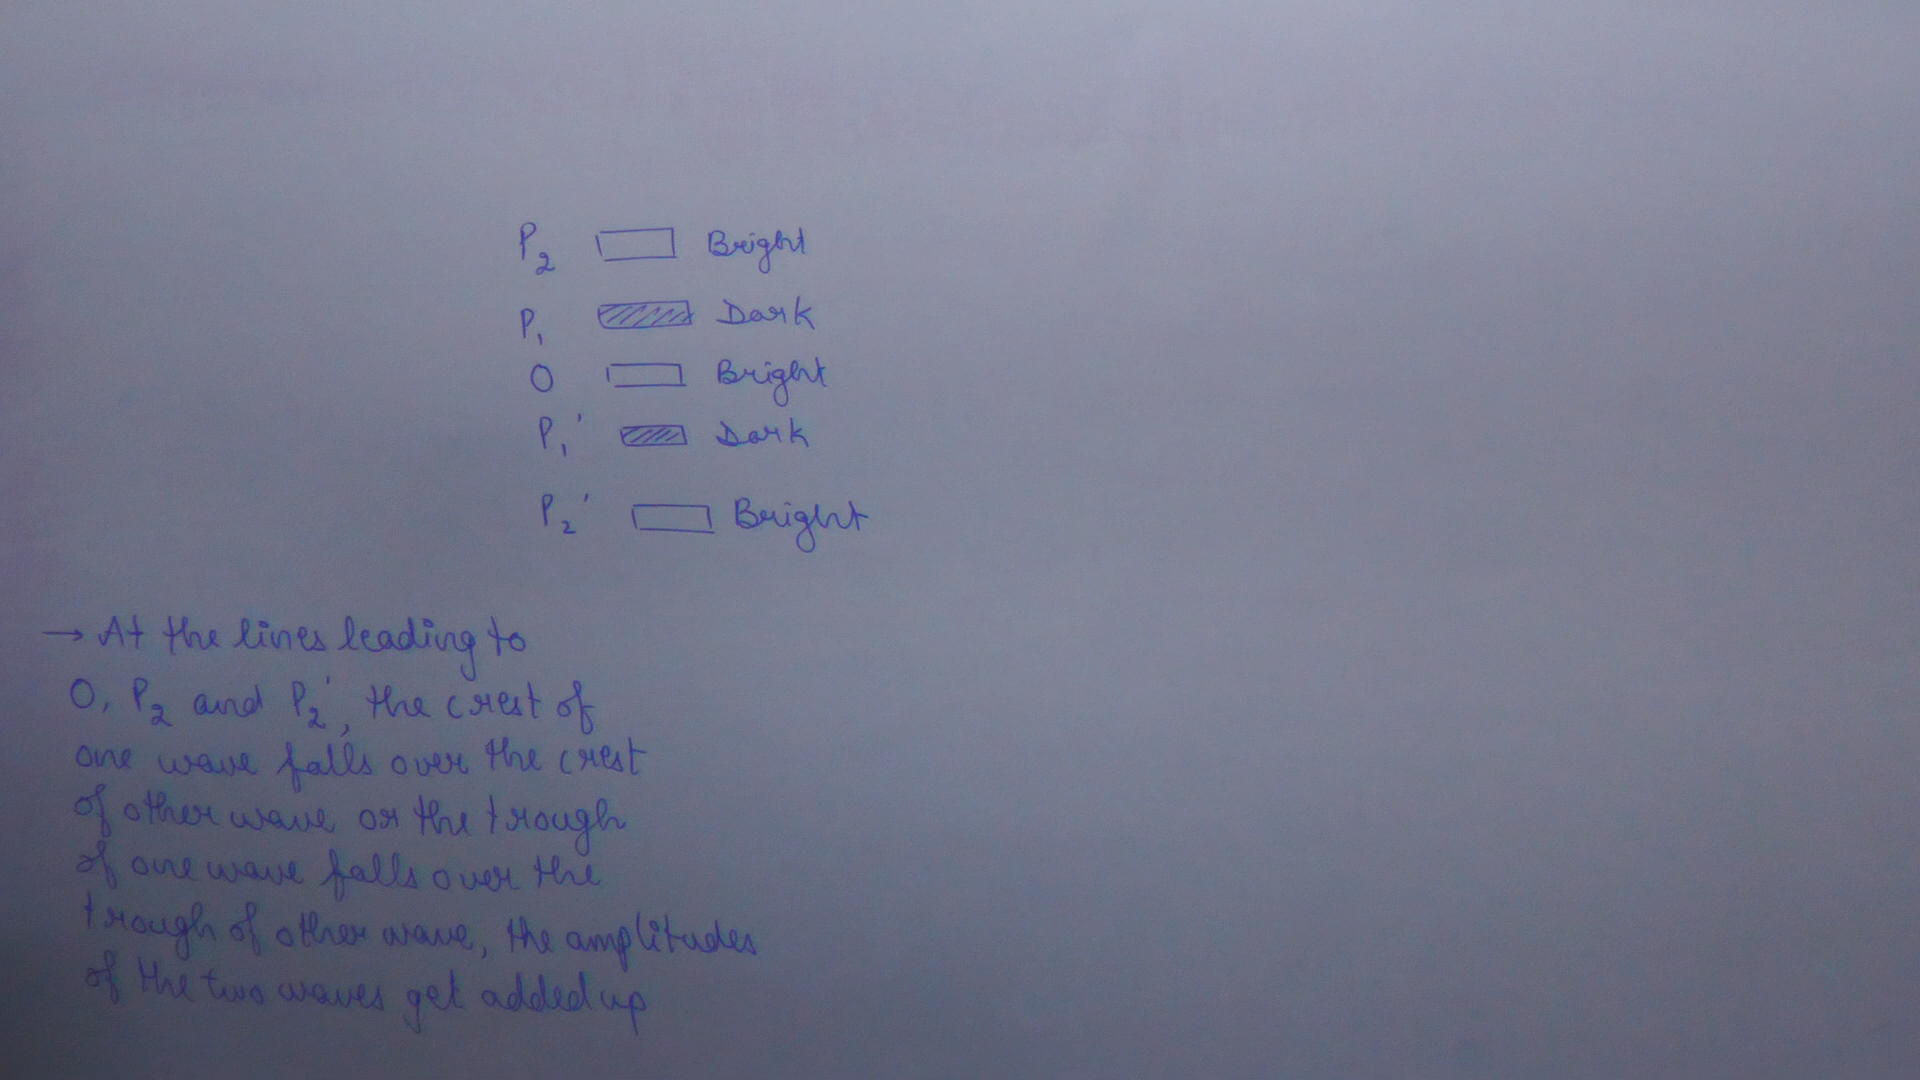 P₂ Bright
P₁ Dark
O Bright
P₁' Dark
P₂' Bright
→ At the lines leading to
O, P₂ and P₂', the crest of
one wave falls over the crest
of other wave or the trough
of one wave falls over the
trough of other wave, the amplitudes
of the two waves get added up